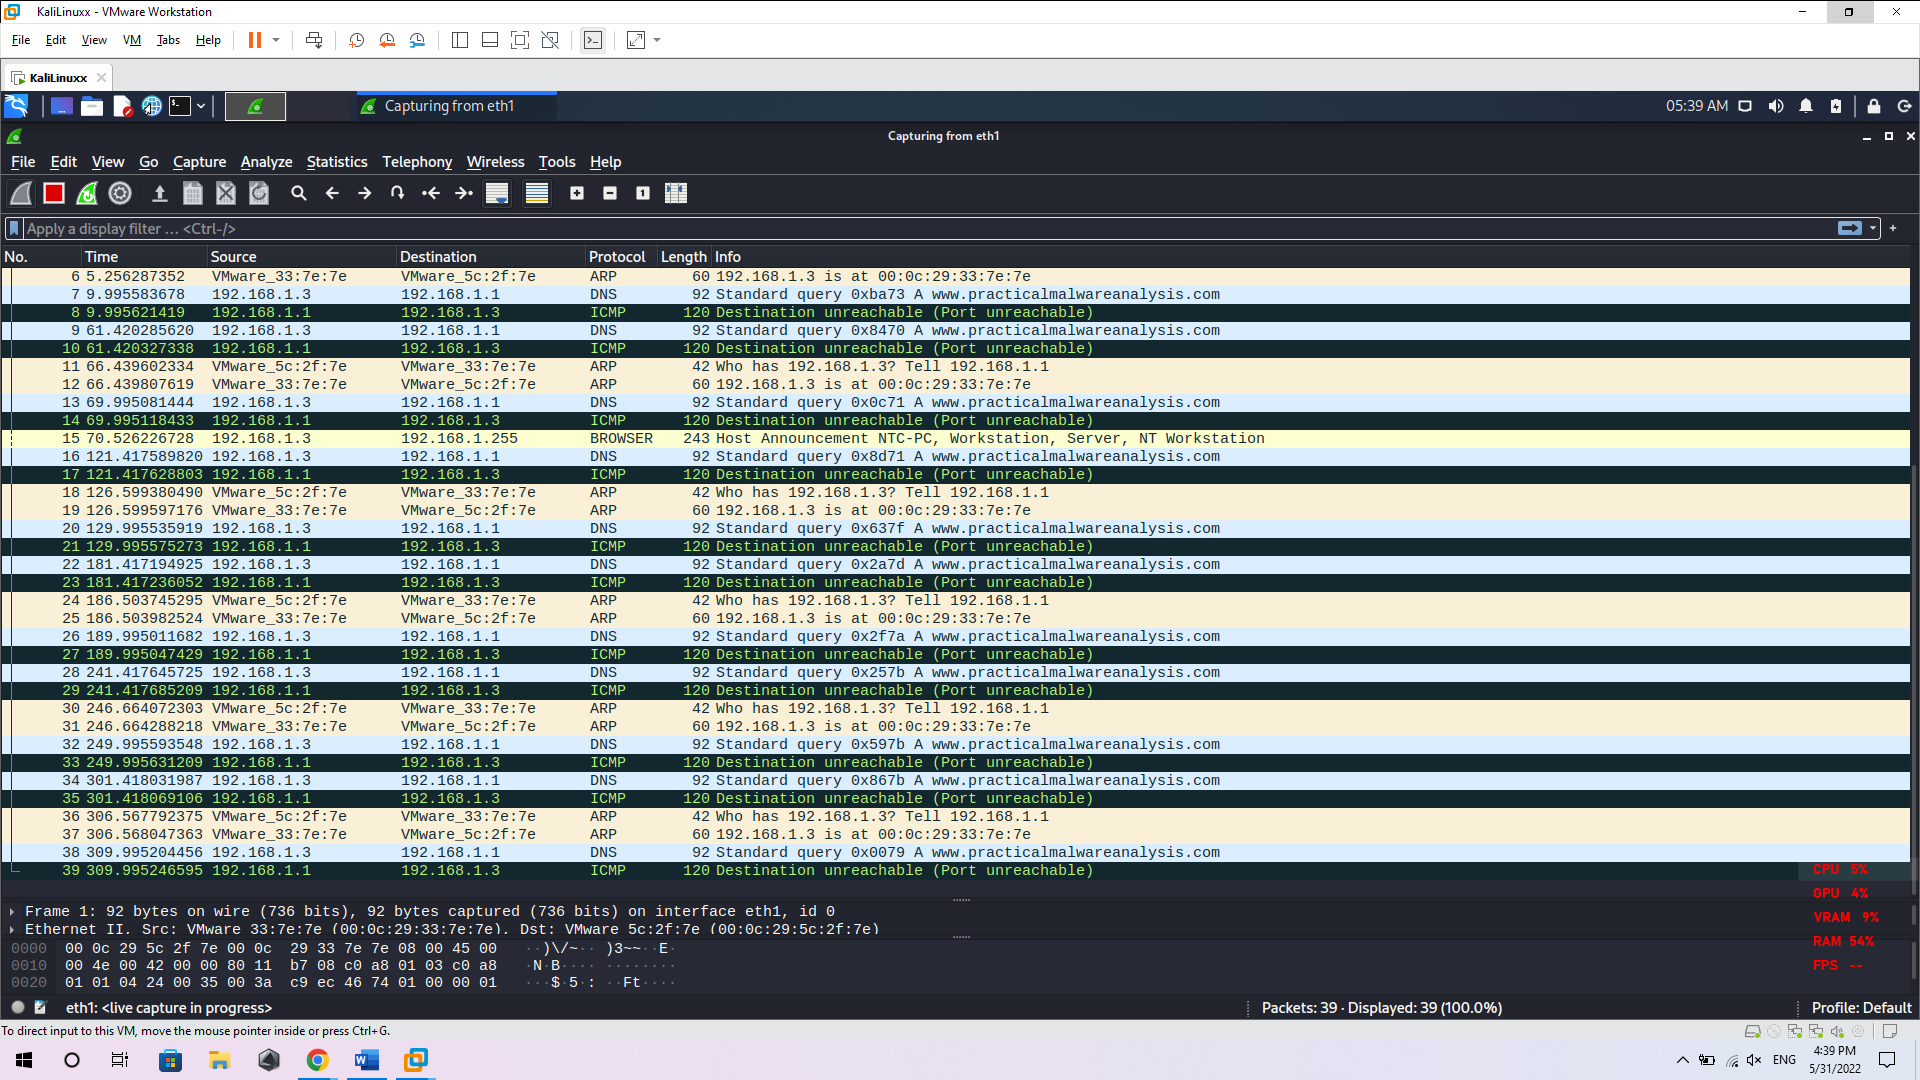 KaliLinuxx - VMware Workstation
File Edit View VM Tabs Help
KaliLinuxx
Capturing from eth1
05:39 AM
Capturing from eth1
File Edit View Go Capture Analyze Statistics Telephony Wireless Tools Help
Apply a display filter … <Ctrl-/>
No. Time Source Destination Protocol Length Info
6 5.256287352 VMware_33:7e:7e VMware_5c:2f:7e ARP 60 192.168.1.3 is at 00:0c:29:33:7e:7e
7 9.995583678 192.168.1.3 192.168.1.1 DNS 92 Standard query 0xba73 A www.practicalmalwareanalysis.com
8 9.995621419 192.168.1.1 192.168.1.3 ICMP 120 Destination unreachable (Port unreachable)
9 61.420285620 192.168.1.3 192.168.1.1 DNS 92 Standard query 0x8470 A www.practicalmalwareanalysis.com
10 61.420327338 192.168.1.1 192.168.1.3 ICMP 120 Destination unreachable (Port unreachable)
11 66.439602334 VMware_5c:2f:7e VMware_33:7e:7e ARP 42 Who has 192.168.1.3? Tell 192.168.1.1
12 66.439807619 VMware_33:7e:7e VMware_5c:2f:7e ARP 60 192.168.1.3 is at 00:0c:29:33:7e:7e
13 69.995081444 192.168.1.3 192.168.1.1 DNS 92 Standard query 0x0c71 A www.practicalmalwareanalysis.com
14 69.995118433 192.168.1.1 192.168.1.3 ICMP 120 Destination unreachable (Port unreachable)
15 70.526226728 192.168.1.3 192.168.1.255 BROWSER 243 Host Announcement NTC-PC, Workstation, Server, NT Workstation
16 121.417589820 192.168.1.3 192.168.1.1 DNS 92 Standard query 0x8d71 A www.practicalmalwareanalysis.com
17 121.417628803 192.168.1.1 192.168.1.3 ICMP 120 Destination unreachable (Port unreachable)
18 126.599380490 VMware_5c:2f:7e VMware_33:7e:7e ARP 42 Who has 192.168.1.3? Tell 192.168.1.1
19 126.599597176 VMware_33:7e:7e VMware_5c:2f:7e ARP 60 192.168.1.3 is at 00:0c:29:33:7e:7e
20 129.995535919 192.168.1.3 192.168.1.1 DNS 92 Standard query 0x637f A www.practicalmalwareanalysis.com
21 129.995575273 192.168.1.1 192.168.1.3 ICMP 120 Destination unreachable (Port unreachable)
22 181.417194925 192.168.1.3 192.168.1.1 DNS 92 Standard query 0x2a7d A www.practicalmalwareanalysis.com
23 181.417236052 192.168.1.1 192.168.1.3 ICMP 120 Destination unreachable (Port unreachable)
24 186.503745295 VMware_5c:2f:7e VMware_33:7e:7e ARP 42 Who has 192.168.1.3? Tell 192.168.1.1
25 186.503982524 VMware_33:7e:7e VMware_5c:2f:7e ARP 60 192.168.1.3 is at 00:0c:29:33:7e:7e
26 189.995011682 192.168.1.3 192.168.1.1 DNS 92 Standard query 0x2f7a A www.practicalmalwareanalysis.com
27 189.995047429 192.168.1.1 192.168.1.3 ICMP 120 Destination unreachable (Port unreachable)
28 241.417645725 192.168.1.3 192.168.1.1 DNS 92 Standard query 0x257b A www.practicalmalwareanalysis.com
29 241.417685209 192.168.1.1 192.168.1.3 ICMP 120 Destination unreachable (Port unreachable)
30 246.664072303 VMware_5c:2f:7e VMware_33:7e:7e ARP 42 Who has 192.168.1.3? Tell 192.168.1.1
31 246.664288218 VMware_33:7e:7e VMware_5c:2f:7e ARP 60 192.168.1.3 is at 00:0c:29:33:7e:7e
32 249.995593548 192.168.1.3 192.168.1.1 DNS 92 Standard query 0x597b A www.practicalmalwareanalysis.com
33 249.995631209 192.168.1.1 192.168.1.3 ICMP 120 Destination unreachable (Port unreachable)
34 301.418031987 192.168.1.3 192.168.1.1 DNS 92 Standard query 0x867b A www.practicalmalwareanalysis.com
35 301.418069106 192.168.1.1 192.168.1.3 ICMP 120 Destination unreachable (Port unreachable)
36 306.567792375 VMware_5c:2f:7e VMware_33:7e:7e ARP 42 Who has 192.168.1.3? Tell 192.168.1.1
37 306.568047363 VMware_33:7e:7e VMware_5c:2f:7e ARP 60 192.168.1.3 is at 00:0c:29:33:7e:7e
38 309.995204456 192.168.1.3 192.168.1.1 DNS 92 Standard query 0x0079 A www.practicalmalwareanalysis.com
39 309.995246595 192.168.1.1 192.168.1.3 ICMP 120 Destination unreachable (Port unreachable)
CPU 5%
GPU 4%
VRAM 9%
RAM 54%
FPS --
Frame 1: 92 bytes on wire (736 bits), 92 bytes captured (736 bits) on interface eth1, id 0
Ethernet II, Src: VMware_33:7e:7e (00:0c:29:33:7e:7e), Dst: VMware_5c:2f:7e (00:0c:29:5c:2f:7e)
0000 00 0c 29 5c 2f 7e 00 0c 29 33 7e 7e 08 00 45 00 ··)\/~·· )3~~··E·
0010 00 4e 00 42 00 00 80 11 b7 08 c0 a8 01 03 c0 a8 ·N·B···· ········
0020 01 01 04 24 00 35 00 3a c9 ec 46 74 01 00 00 01 ···$·5·: ··Ft····
eth1: <live capture in progress>
Packets: 39 · Displayed: 39 (100.0%)
Profile: Default
To direct input to this VM, move the mouse pointer inside or press Ctrl+G.
ENG
4:39 PM
5/31/2022